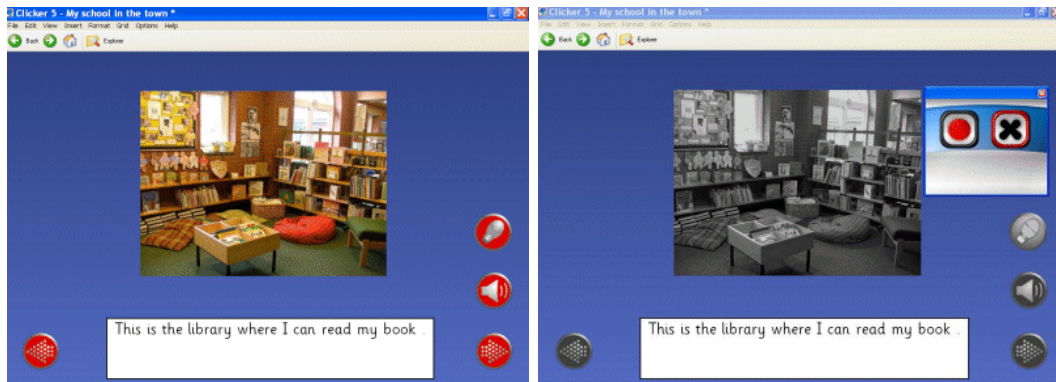 Clicker 5 - My school in the town *
File Edit View Insert Format Grid Options Help
Back Explorer
This is the library where I can read my book .
Clicker 5 - My school in the town *
File Edit View Insert Format Grid Options Help
Back Explorer
This is the library where I can read my book .